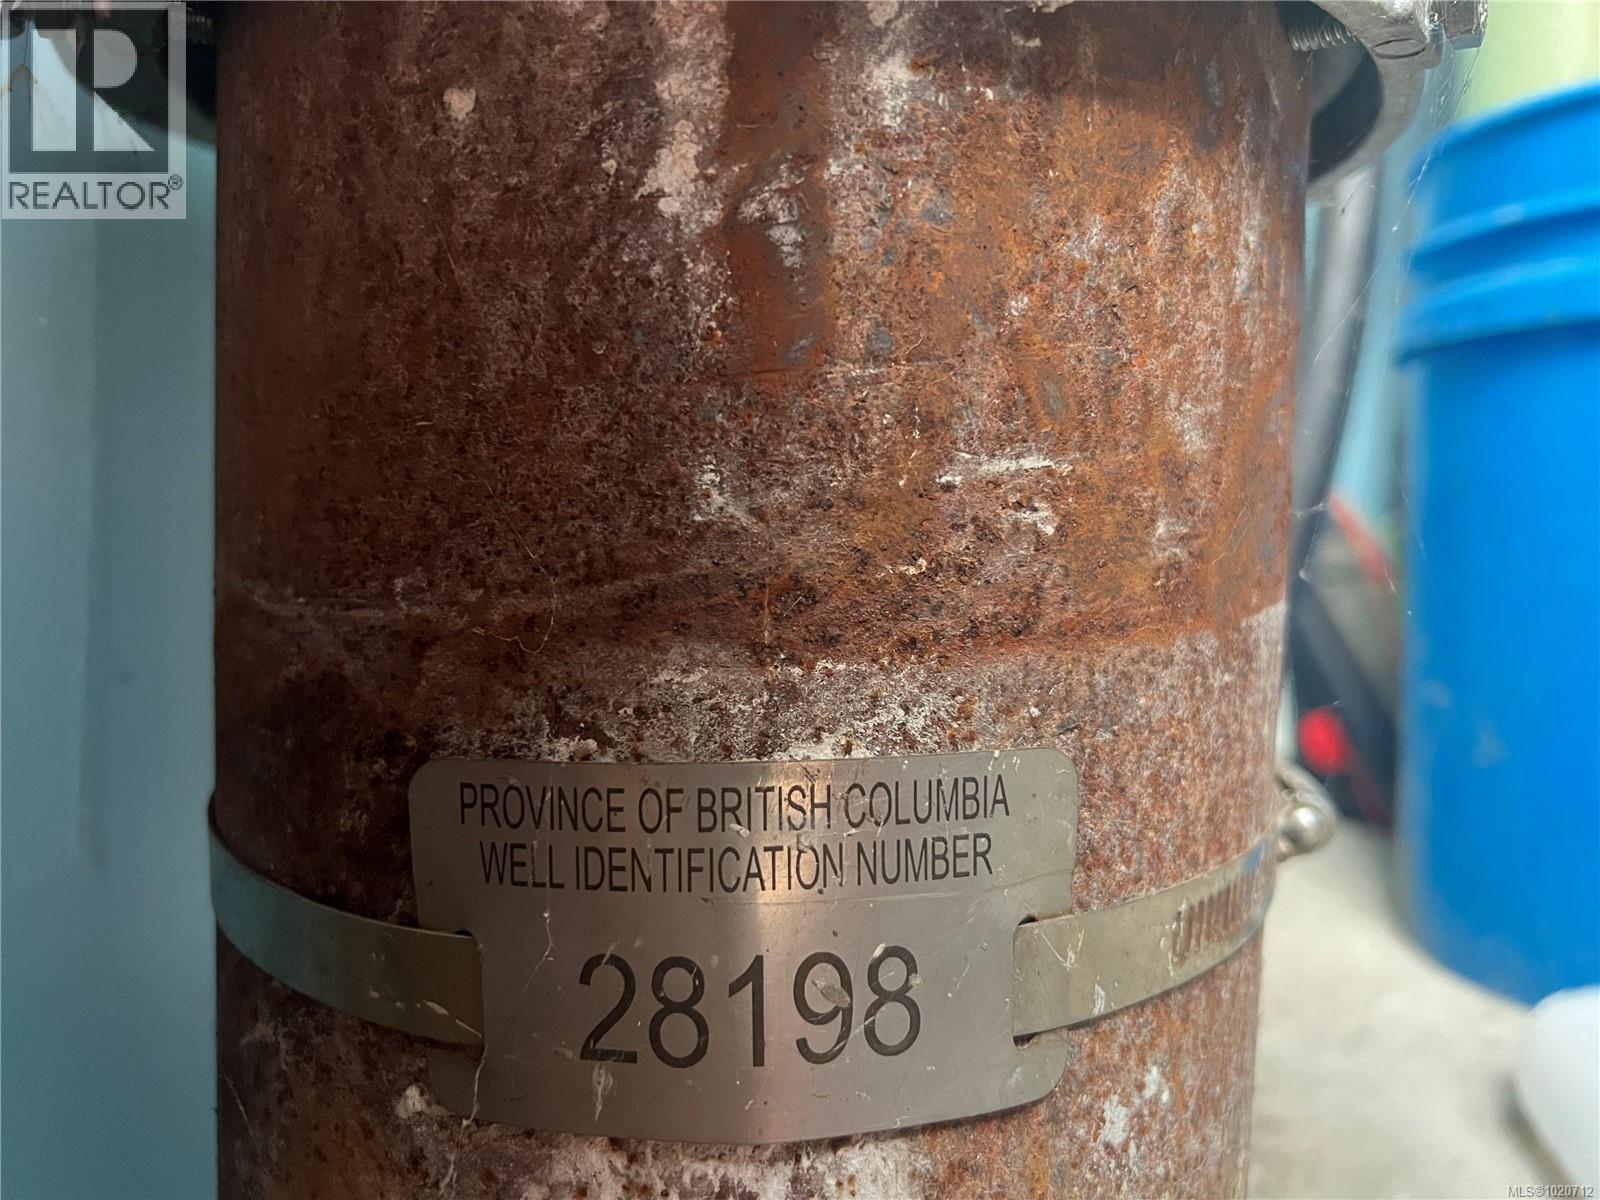 REALTOR®
PROVINCE OF BRITISH COLUMBIA
WELL IDENTIFICATION NUMBER
28198
MLS®1020712